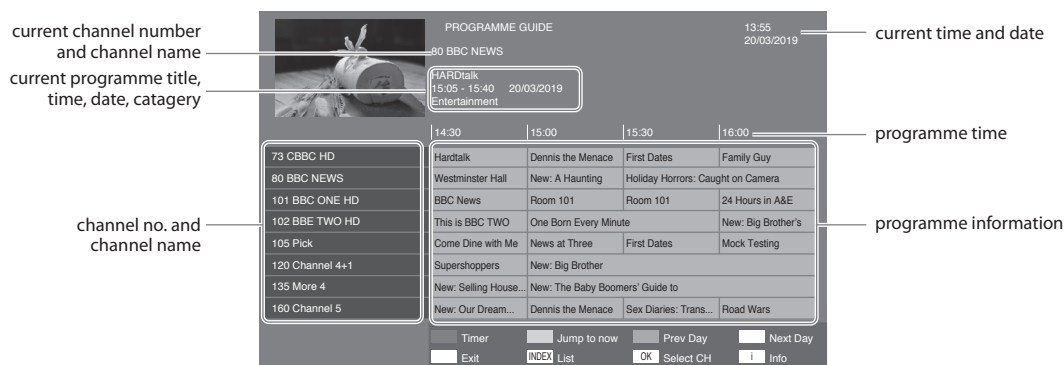 current channel number
and channel name
current programme title,
time, date, catagery
channel no. and
channel name
PROGRAMME GUIDE
13:55
20/03/2019
80 BBC NEWS
HARDtalk
15:05 - 15:40 20/03/2019
Entertainment
current time and date
programme time
programme information
14:30 15:00 15:30 16:00
73 CBBC HD Hardtalk Dennis the Menace First Dates Family Guy
80 BBC NEWS Westminster Hall New: A Haunting Holiday Horrors: Caught on Camera
101 BBC ONE HD BBC News Room 101 Room 101 24 Hours in A&E
102 BBE TWO HD This is BBC TWO One Born Every Minute New: Big Brother's
105 Pick Come Dine with Me News at Three First Dates Mock Testing
120 Channel 4+1 Supershoppers New: Big Brother
135 More 4 New: Selling House... New: The Baby Boomers' Guide to
160 Channel 5 New: Our Dream... Dennis the Menace Sex Diaries: Trans... Road Wars
Timer Jump to now Prev Day Next Day
Exit INDEX List OK Select CH i Info